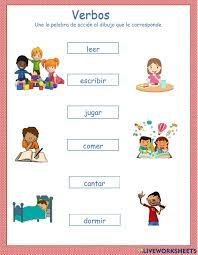 Verbos
Une la palabra de acción al dibujo que le corresponde.
leer
escribir
jugar
comer
cantar
dormir
LIVEWORKSHEETS